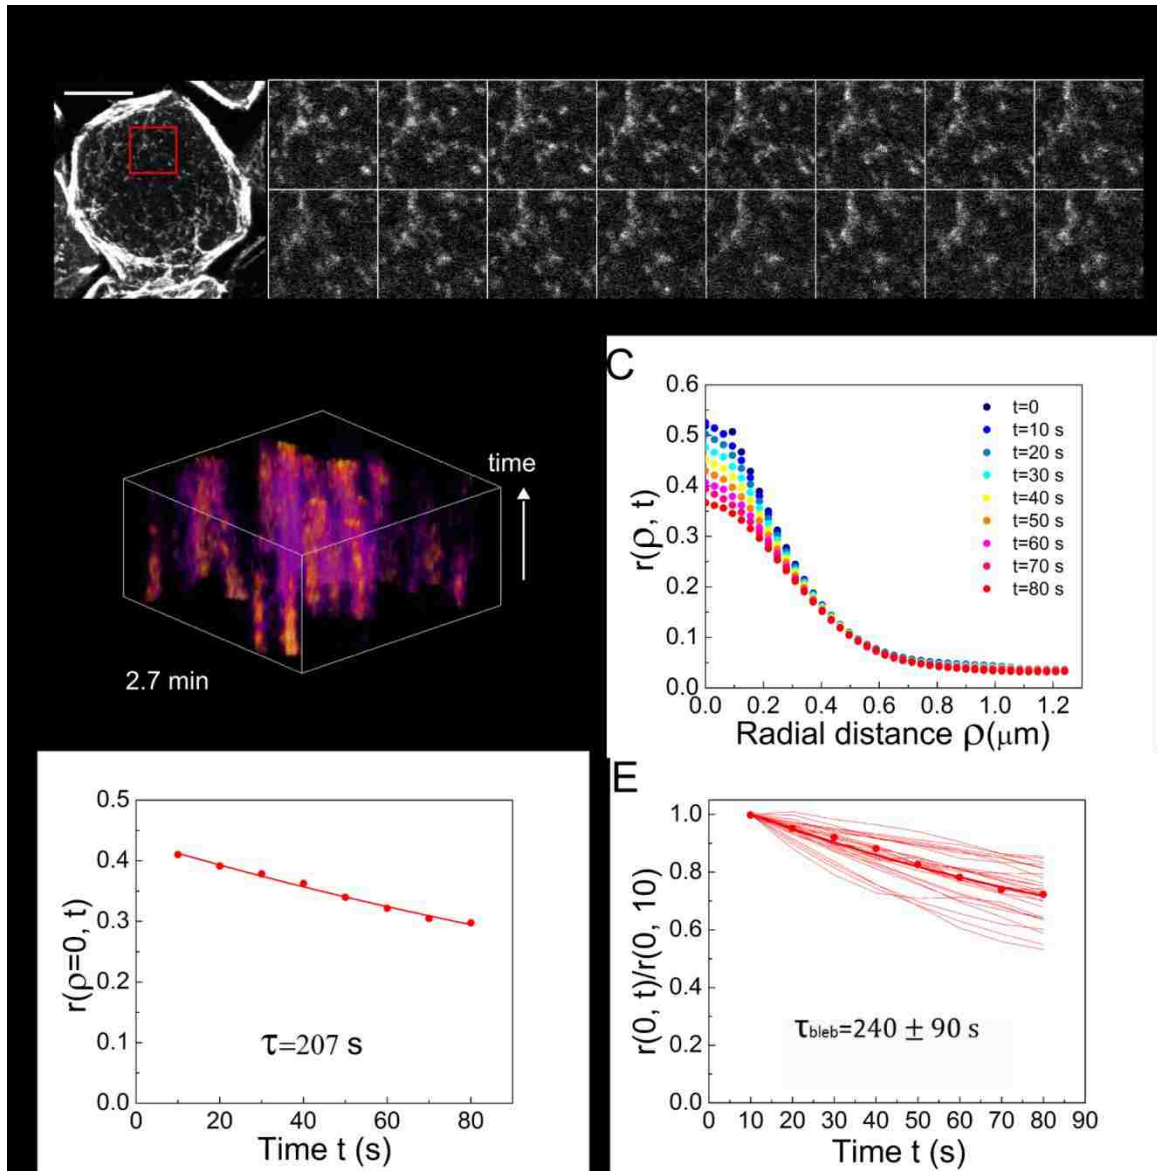 time
2.7 min
C
r(ρ, t)
0.6
0.5
0.4
0.3
0.2
0.1
0.0
t=0
t=10 s
t=20 s
t=30 s
t=40 s
t=50 s
t=60 s
t=70 s
t=80 s
0.0 0.2 0.4 0.6 0.8 1.0 1.2
Radial distance ρ(μm)
r(ρ=0, t)
0.5
0.4
0.3
0.2
0.1
0.0
τ=207 s
0 20 40 60 80
Time t (s)
E
r(0, t)/r(0, 10)
1.0
0.8
0.6
0.4
0.2
0.0
τbleb=240 ± 90 s
0 10 20 30 40 50 60 70 80 90
Time t (s)